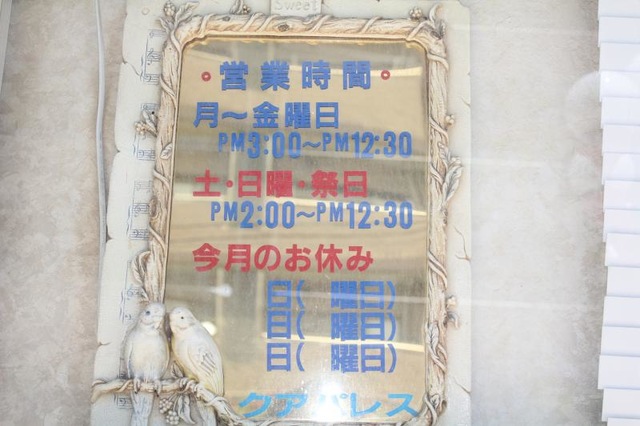 Sweet
。営業時間。
月～金曜日
PM3:00～PM12:30
土・日曜・祭日
PM2:00～PM12:30
今月のお休み
日(　曜日)
日(　曜日)
日(　曜日)
クアパレス